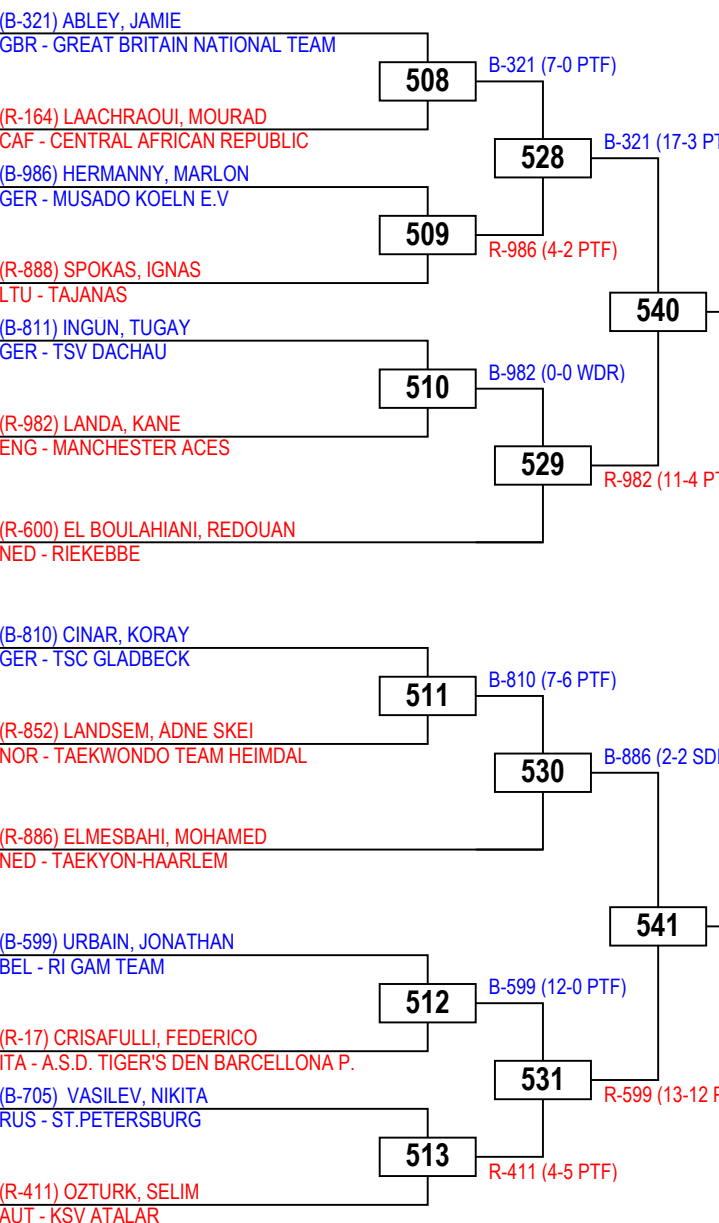 (B-321) ABLEY, JAMIE
GBR - GREAT BRITAIN NATIONAL TEAM
508
B-321 (7-0 PTF)
(R-164) LAACHRAOUI, MOURAD
CAF - CENTRAL AFRICAN REPUBLIC
528
B-321 (17-3 PT
(B-986) HERMANNY, MARLON
GER - MUSADO KOELN E.V
509
R-986 (4-2 PTF)
(R-888) SPOKAS, IGNAS
LTU - TAJANAS
540
(B-811) INGÜN, TUGAY
GER - TSV DACHAU
510
B-982 (0-0 WDR)
(R-982) LANDA, KANE
ENG - MANCHESTER ACES
529
R-982 (11-4 PT
(R-600) EL BOULAHIANI, REDOUAN
NED - RIEKEBBE
(B-810) CINAR, KORAY
GER - TSC GLADBECK
511
B-810 (7-6 PTF)
(R-852) LANDSEM, ÅDNE SKEI
NOR - TAEKWONDO TEAM HEIMDAL
530
B-886 (2-2 SD
(R-886) ELMESBAHI, MOHAMED
NED - TAEKYON-HAARLEM
541
(B-599) URBAIN, JONATHAN
BEL - RI GAM TEAM
512
B-599 (12-0 PTF)
(R-17) CRISAFULLI, FEDERICO
ITA - A.S.D. TIGER'S DEN BARCELLONA P.
531
R-599 (13-12 P
(B-705) VASILEV, NIKITA
RUS - ST.PETERSBURG
513
R-411 (4-5 PTF)
(R-411) OZTURK, SELIM
AUT - KSV ATALAR